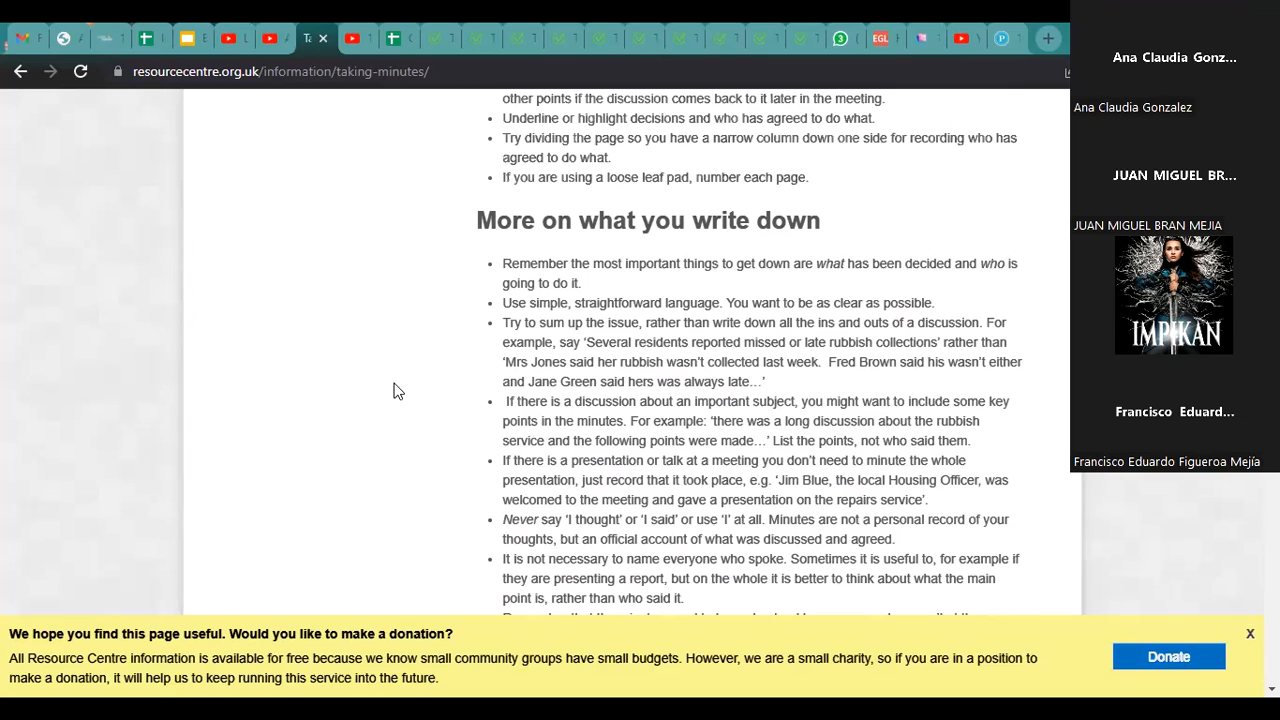 Ta
3
EGL
resourcecentre.org.uk/information/taking-minutes/
other points if the discussion comes back to it later in the meeting.
Underline or highlight decisions and who has agreed to do what.
Try dividing the page so you have a narrow column down one side for recording who has
agreed to do what.
If you are using a loose leaf pad, number each page.
More on what you write down
Remember the most important things to get down are what has been decided and who is
going to do it.
Use simple, straightforward language. You want to be as clear as possible.
Try to sum up the issue, rather than write down all the ins and outs of a discussion. For
example, say ‘Several residents reported missed or late rubbish collections’ rather than
‘Mrs Jones said her rubbish wasn’t collected last week.  Fred Brown said his wasn’t either
and Jane Green said hers was always late…’
If there is a discussion about an important subject, you might want to include some key
points in the minutes. For example: ‘there was a long discussion about the rubbish
service and the following points were made…’ List the points, not who said them.
If there is a presentation or talk at a meeting you don’t need to minute the whole
presentation, just record that it took place, e.g. ‘Jim Blue, the local Housing Officer, was
welcomed to the meeting and gave a presentation on the repairs service’.
Never say ‘I thought’ or ‘I said’ or use ‘I’ at all. Minutes are not a personal record of your
thoughts, but an official account of what was discussed and agreed.
It is not necessary to name everyone who spoke. Sometimes it is useful to, for example if
they are presenting a report, but on the whole it is better to think about what the main
point is, rather than who said it.
We hope you find this page useful. Would you like to make a donation?
X
All Resource Centre information is available for free because we know small community groups have small budgets. However, we are a small charity, so if you are in a position to
make a donation, it will help us to keep running this service into the future.
Donate
Ana Claudia Gonz...
Ana Claudia Gonzalez
JUAN MIGUEL BR...
JUAN MIGUEL BRAN MEJIA
IMPIKAN
Francisco Eduard...
Francisco Eduardo Figueroa Mejía